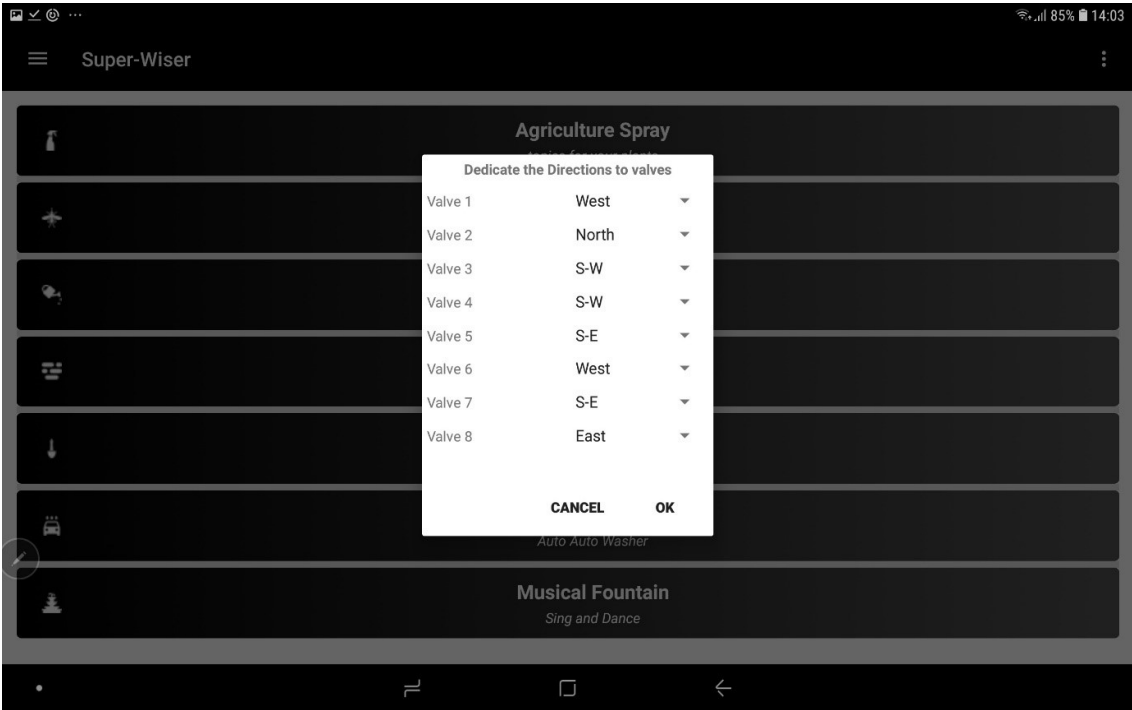 85% 14:03
Super-Wiser
Agriculture Spray
Dedicate the Directions to valves
Valve 1 West
Valve 2 North
Valve 3 S-W
Valve 4 S-W
Valve 5 S-E
Valve 6 West
Valve 7 S-E
Valve 8 East
CANCEL OK
Auto Auto Washer
Musical Fountain
Sing and Dance